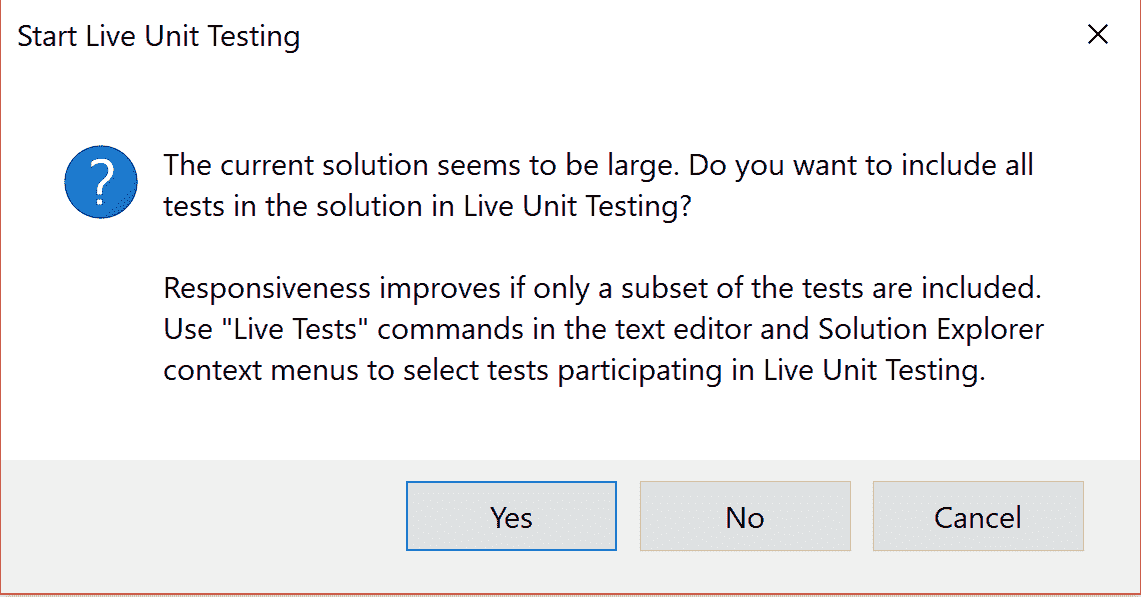 Start Live Unit Testing
The current solution seems to be large. Do you want to include all
tests in the solution in Live Unit Testing?
Responsiveness improves if only a subset of the tests are included.
Use "Live Tests" commands in the text editor and Solution Explorer
context menus to select tests participating in Live Unit Testing.
Yes
No
Cancel